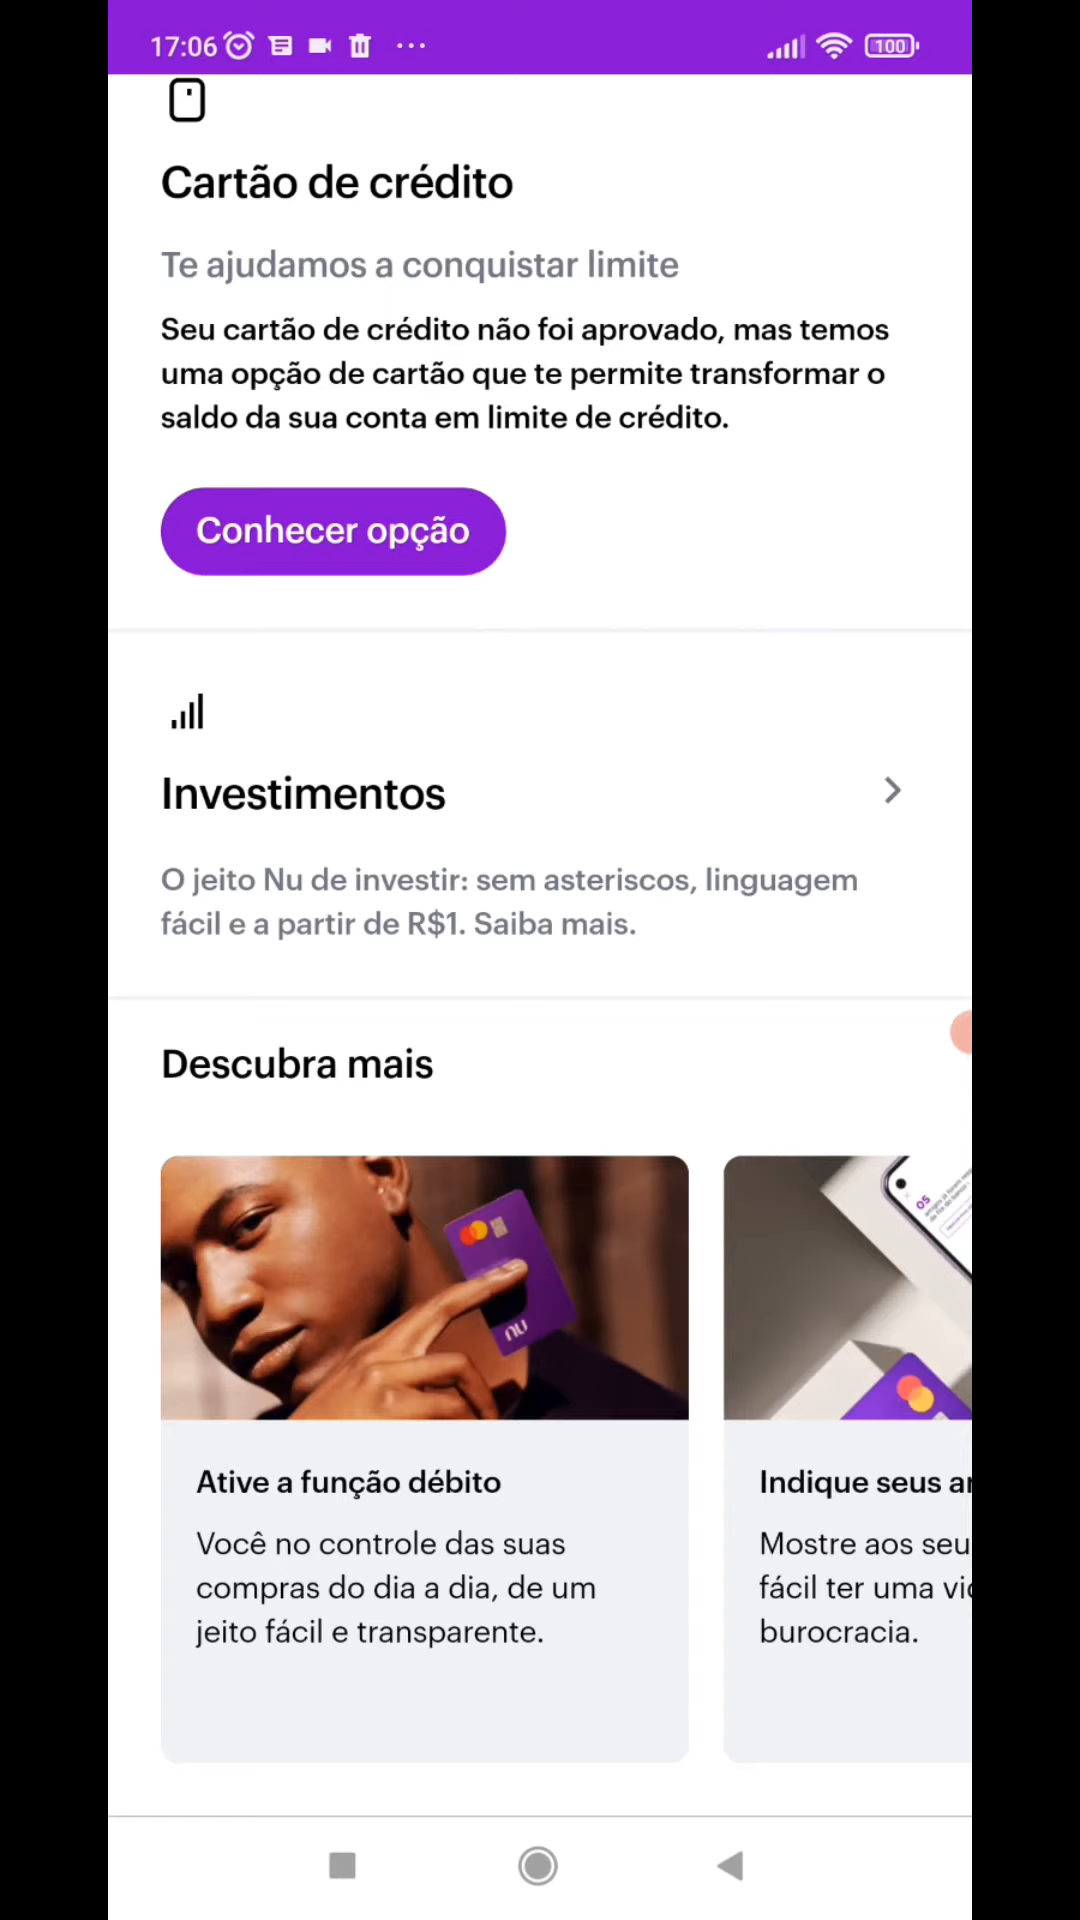 17:06
100
Cartão de crédito
Te ajudamos a conquistar limite
Seu cartão de crédito não foi aprovado, mas temos
uma opção de cartão que te permite transformar o
saldo da sua conta em limite de crédito.
Conhecer opção
Investimentos
O jeito Nu de investir: sem asteriscos, linguagem
fácil e a partir de R$1. Saiba mais.
Descubra mais
nu
05
Ative a função débito
Você no controle das suas
compras do dia a dia, de um
jeito fácil e transparente.
Indique seus
Mostre aos seu
fácil ter uma
burocracia.